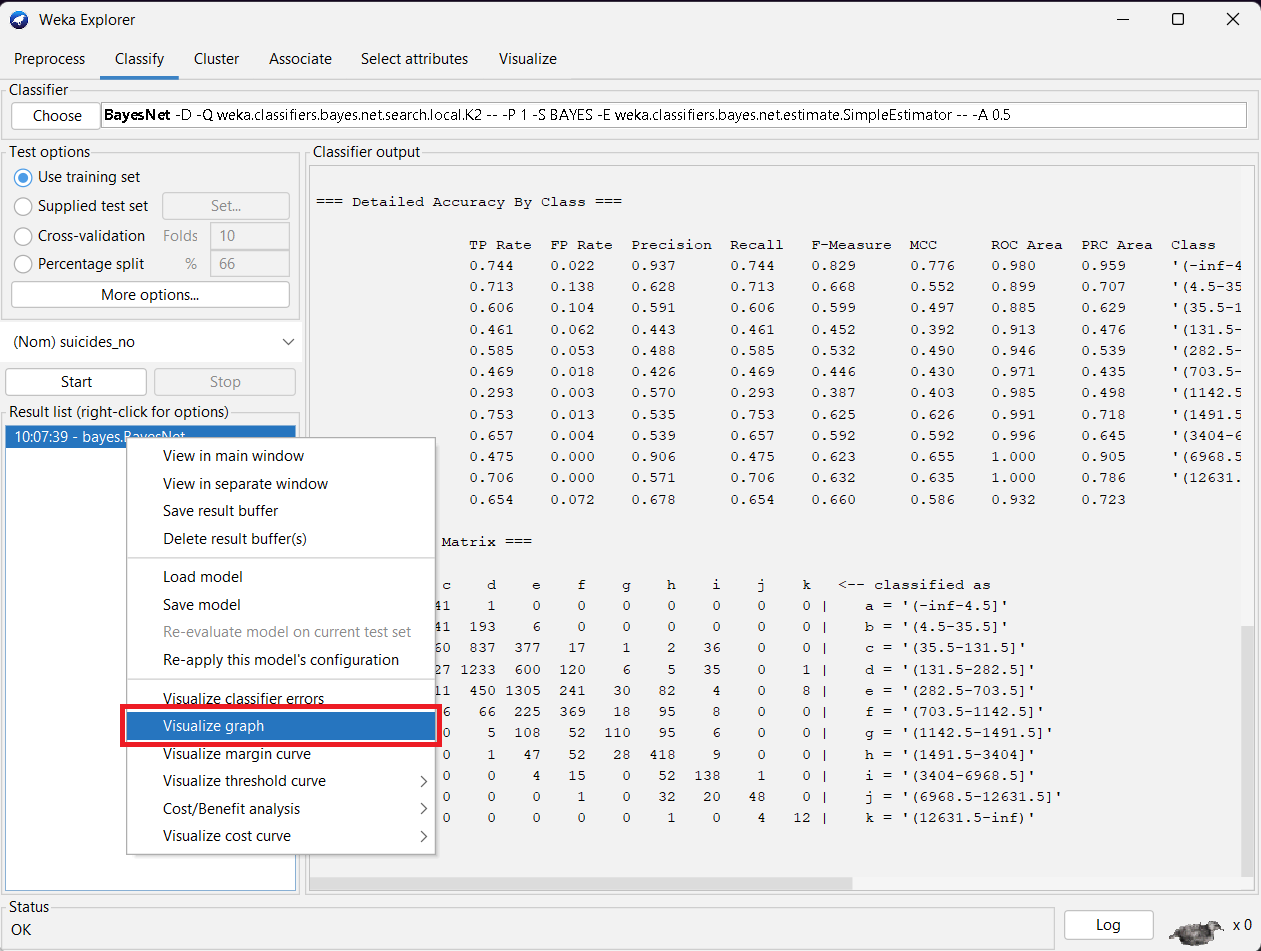 Weka Explorer
Preprocess Classify Cluster Associate Select attributes Visualize
Classifier
Choose BayesNet -D -Q weka.classifiers.bayes.net.search.local.K2 -- -P 1 -S BAYES -E weka.classifiers.bayes.net.estimate.SimpleEstimator -- -A 0.5
Test options
Use training set
Supplied test set Set...
Cross-validation Folds 10
Percentage split % 66
More options...
(Nom) suicides_no
Start Stop
Result list (right-click for options)
10:07:39 - bayes.BayesNet
View in main window
View in separate window
Save result buffer
Delete result buffer(s)
Load model
Save model
Re-evaluate model on current test set
Re-apply this model's configuration
Visualize classifier errors
Visualize graph
Visualize margin curve
Visualize threshold curve
Cost/Benefit analysis
Visualize cost curve
Classifier output
=== Detailed Accuracy By Class ===
TP Rate FP Rate Precision Recall F-Measure MCC ROC Area PRC Area Class
0.744 0.022 0.937 0.744 0.829 0.776 0.980 0.959 '(-inf-4
0.713 0.138 0.628 0.713 0.668 0.552 0.899 0.707 '(4.5-35
0.606 0.104 0.591 0.606 0.599 0.497 0.885 0.629 '(35.5-1
0.461 0.062 0.443 0.461 0.452 0.392 0.913 0.476 '(131.5-
0.585 0.053 0.488 0.585 0.532 0.490 0.946 0.539 '(282.5-
0.469 0.018 0.426 0.469 0.446 0.430 0.971 0.435 '(703.5-
0.293 0.003 0.570 0.293 0.387 0.403 0.985 0.498 '(1142.5
0.753 0.013 0.535 0.753 0.625 0.626 0.991 0.718 '(1491.5
0.657 0.004 0.539 0.657 0.592 0.592 0.996 0.645 '(3404-6
0.475 0.000 0.906 0.475 0.623 0.655 1.000 0.905 '(6968.5
0.706 0.000 0.571 0.706 0.632 0.635 1.000 0.786 '(12631.
0.654 0.072 0.678 0.654 0.660 0.586 0.932 0.723
Matrix ===
c d e f g h i j k <-- classified as
41 1 0 0 0 0 0 0 0 | a = '(-inf-4.5]'
41 193 6 0 0 0 0 0 0 | b = '(4.5-35.5]'
60 837 377 17 1 2 36 0 0 | c = '(35.5-131.5]'
27 1233 600 120 6 5 35 0 1 | d = '(131.5-282.5]'
11 450 1305 241 30 82 4 0 8 | e = '(282.5-703.5]'
6 66 225 369 18 95 8 0 0 | f = '(703.5-1142.5]'
0 5 108 52 110 95 6 0 0 | g = '(1142.5-1491.5]'
0 1 47 52 28 418 9 0 0 | h = '(1491.5-3404]'
0 0 4 15 0 52 138 1 0 | i = '(3404-6968.5]'
0 0 0 1 0 32 20 48 0 | j = '(6968.5-12631.5]'
0 0 0 0 0 1 0 4 12 | k = '(12631.5-inf)'
Status
OK
Log x 0